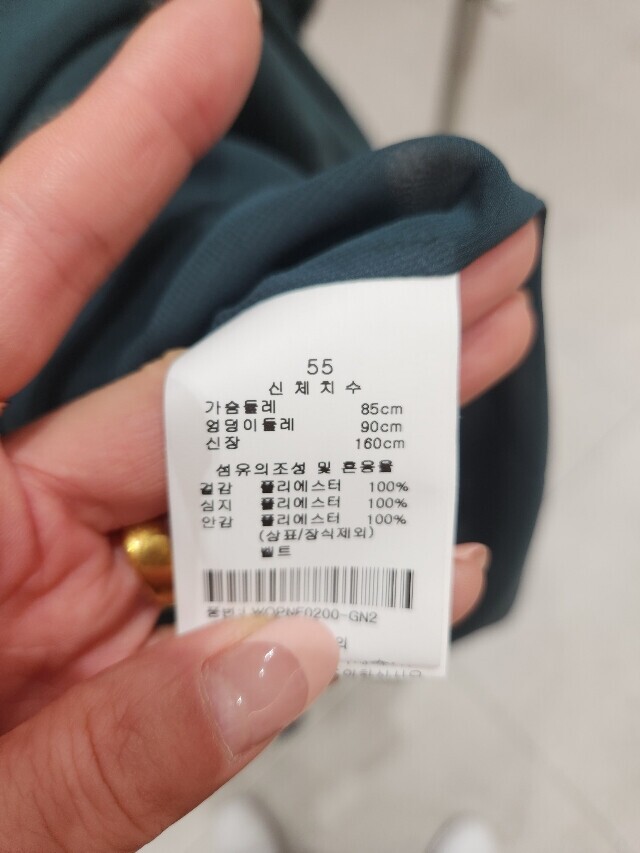 55
신체치수
가슴둘레 85cm
엉덩이둘레 90cm
신장 160cm
섬유의조성 및 혼용율
겉감 폴리에스터 100%
심지 폴리에스터 100%
안감 폴리에스터 100%
(상표/장식제외)
벨트
품번: WOPNF0200-GN2